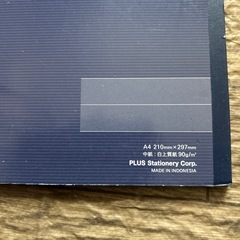 A4 210mm×297mm
中紙：白上質紙 90g/m²
PLUS Stationery Corp.
MADE IN INDONESIA